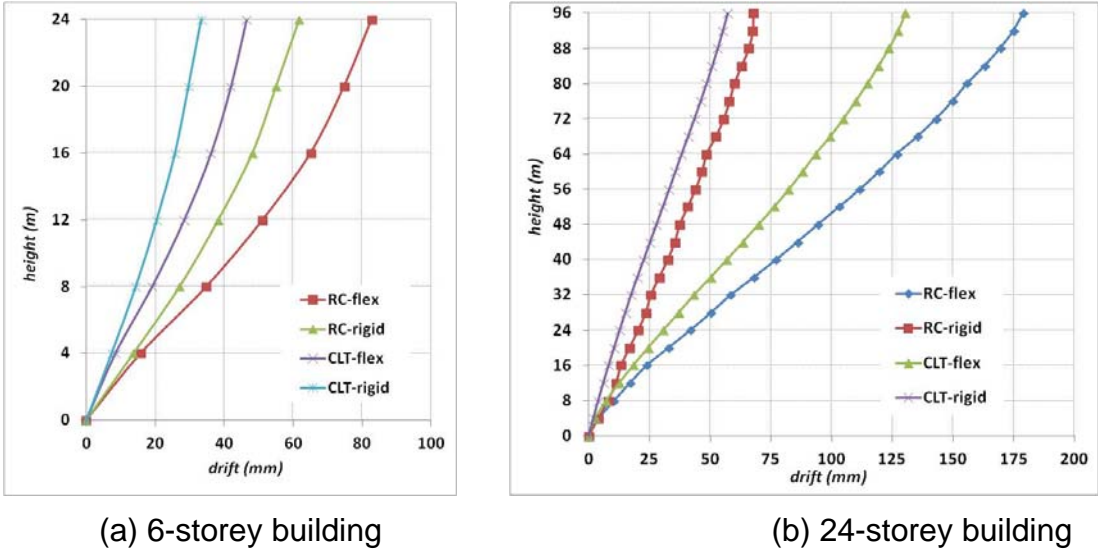 24
20
16
12
8
4
0
height (m)
0
20
40
60
80
100
drift (mm)
RC-flex
RC-rigid
CLT-flex
CLT-rigid
(a) 6-storey building
96
88
80
72
64
56
48
40
32
24
16
8
0
height (m)
0
25
50
75
100
125
150
175
200
drift (mm)
RC-flex
RC-rigid
CLT-flex
CLT-rigid
(b) 24-storey building